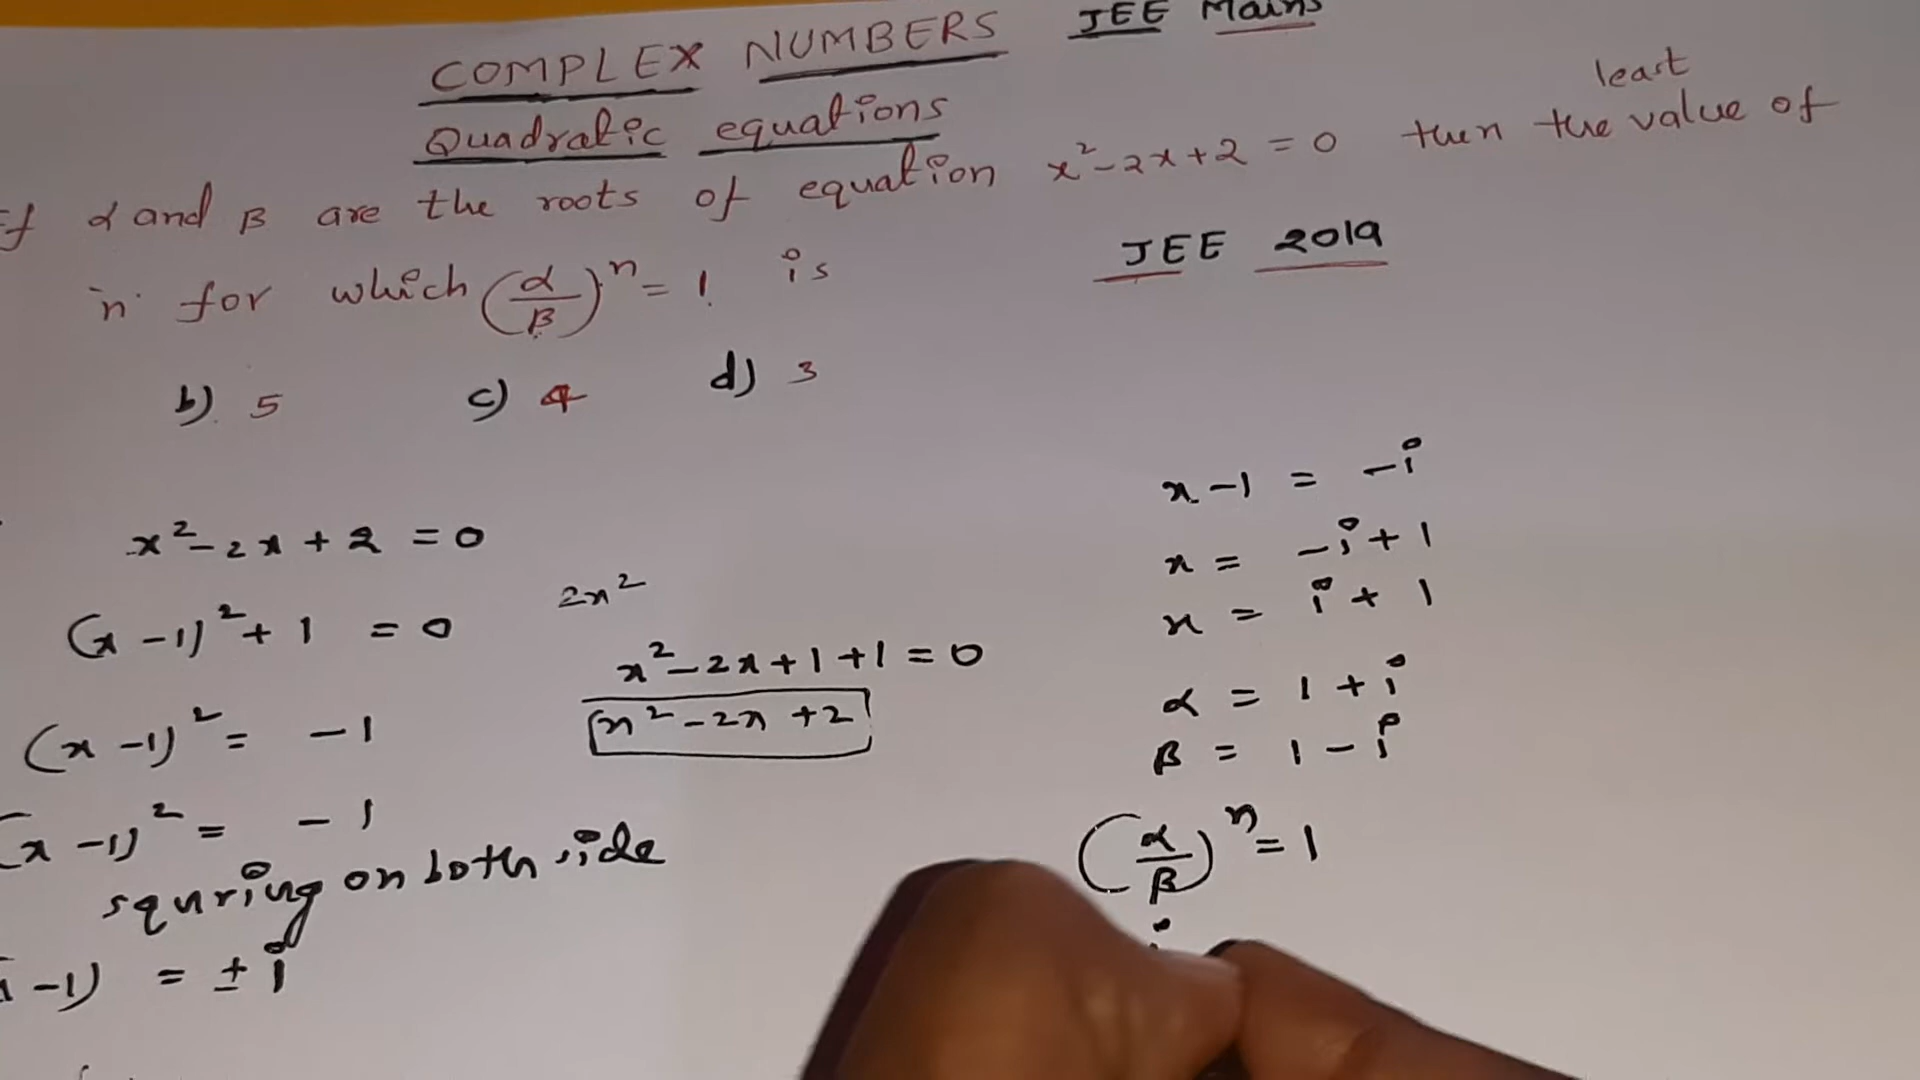 COMPLEX NUMBERS JEE Mains
Quadratic equations
If α and β are the roots of equation x²-2x+2 = 0 then the least value of
'n' for which (α/β)ⁿ = 1 is
JEE 2019
b) 5 c) 4 d) 3
x²-2x+2 = 0
(x-1)²+1 = 0
(x-1)² = -1
(x-1)² = -1
squring on both side
x-1) = ±i
2x²
x²-2x+1+1 = 0
x²-2x+2
x-1 = -i
x = -i+1
x = i+1
α = 1+i
β = 1-i
(α/β)ⁿ = 1